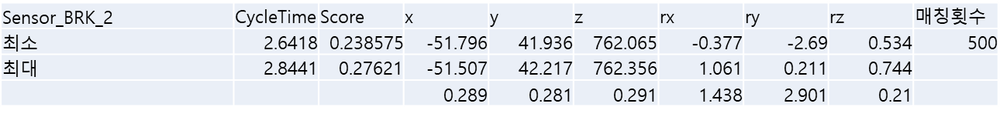 Sensor_BRK_2 CycleTime Score x y z rx ry rz 매칭횟수
최소 2.6418 0.238575 -51.796 41.936 762.065 -0.377 -2.69 0.534 500
최대 2.8441 0.27621 -51.507 42.217 762.356 1.061 0.211 0.744
0.289 0.281 0.291 1.438 2.901 0.21